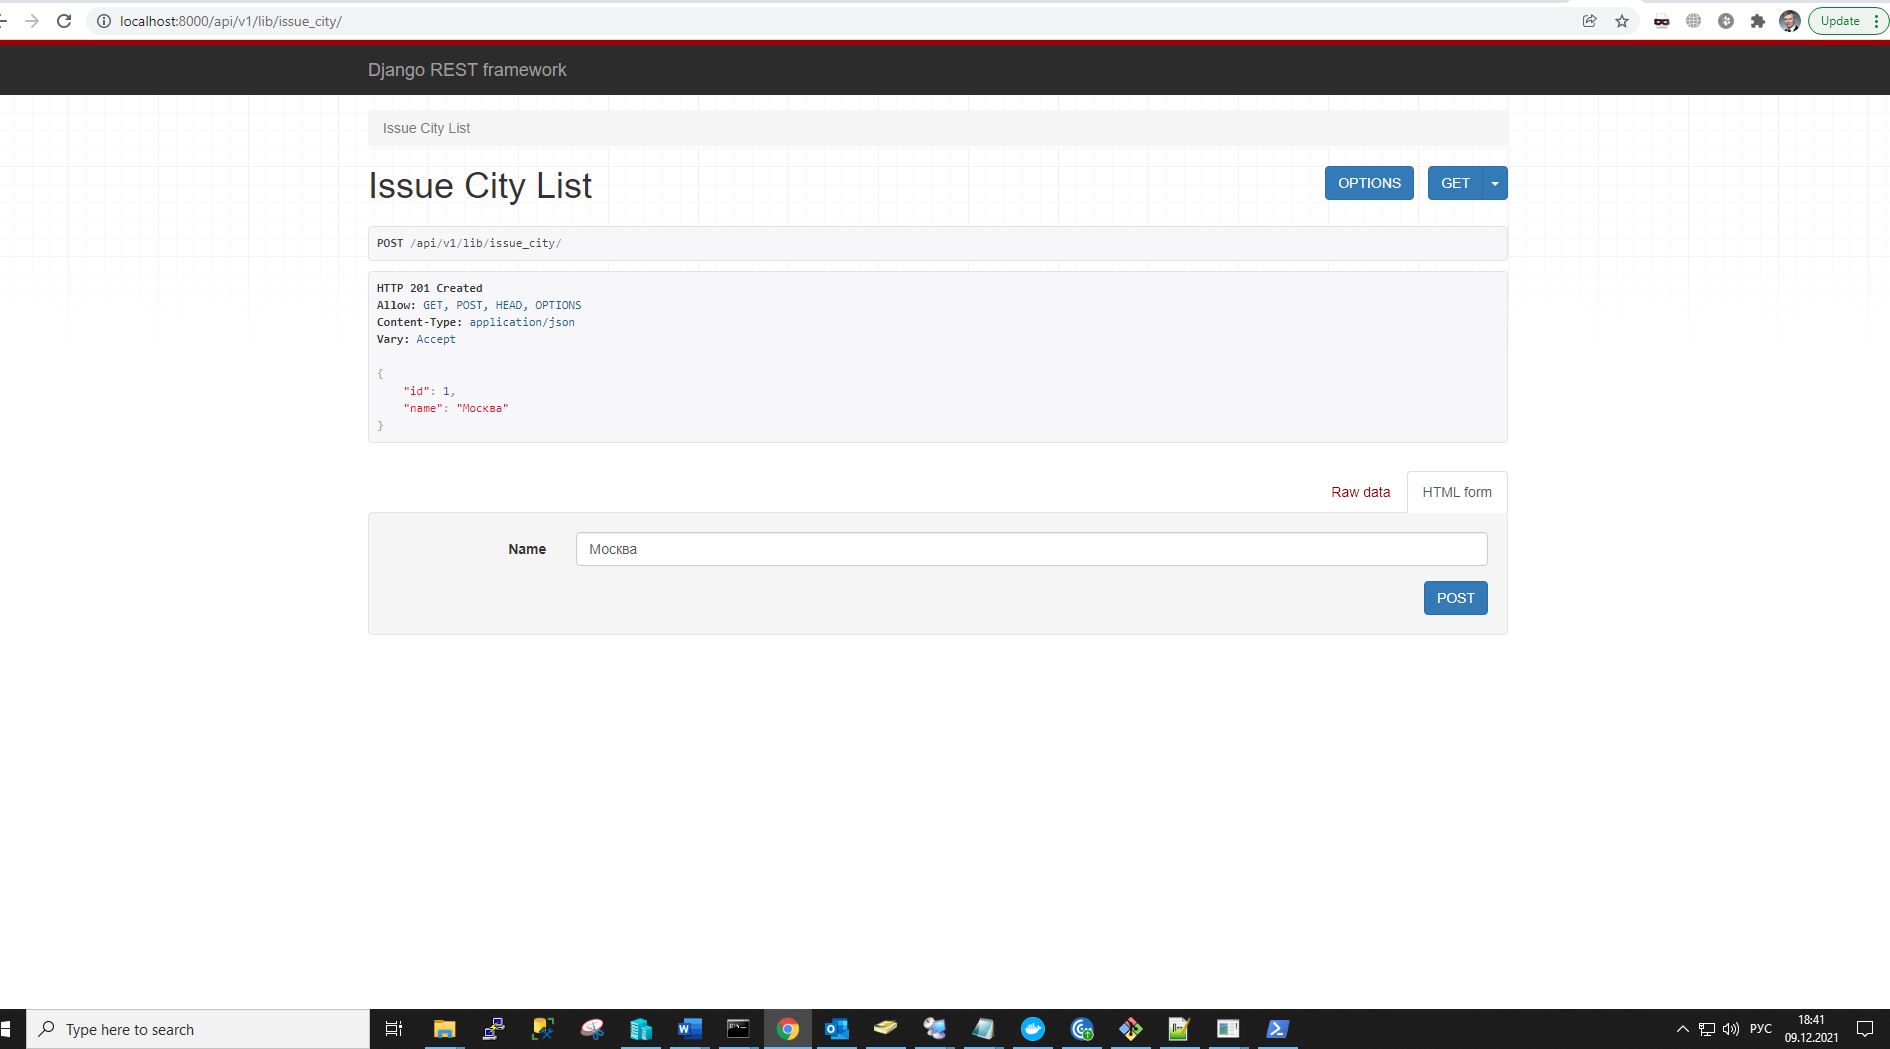 localhost:8000/api/v1/lib/issue_city/
Update
Django REST framework
Issue City List
Issue City List
OPTIONS
GET
POST /api/v1/lib/issue_city/
HTTP 201 Created
Allow: GET, POST, HEAD, OPTIONS
Content-Type: application/json
Vary: Accept
{
"id": 1,
"name": "Москва"
}
Raw data
HTML form
Name
Москва
POST
Type here to search
РУС
18:41
09.12.2021